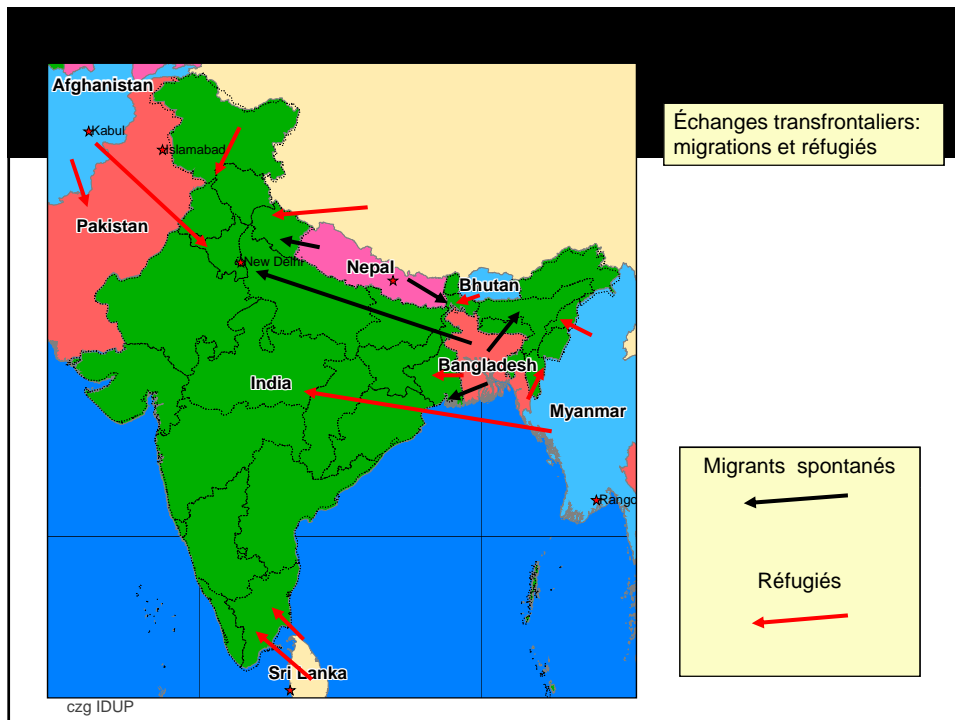 Échanges transfrontaliers:
migrations et réfugiés
Afghanistan
Kabul
Islamabad
Pakistan
New Delhi
Nepal
Bhutan
Bangladesh
India
Myanmar
Rango
Sri Lanka
Migrants spontanés
Réfugiés
czg IDUP